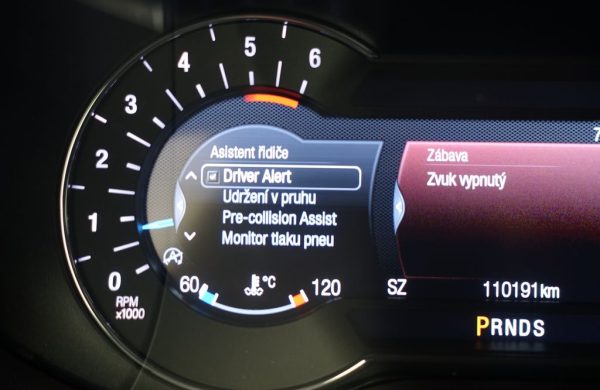 6
5
4
3
2
1
0
RPM
x1000
Asistent řidiče
Driver Alert
Udržení v pruhu
Pre-collision Assist
Monitor tlaku pneu
60 °C 120
7
Zábava
Zvuk vypnutý
SZ 110191km
PRNDS